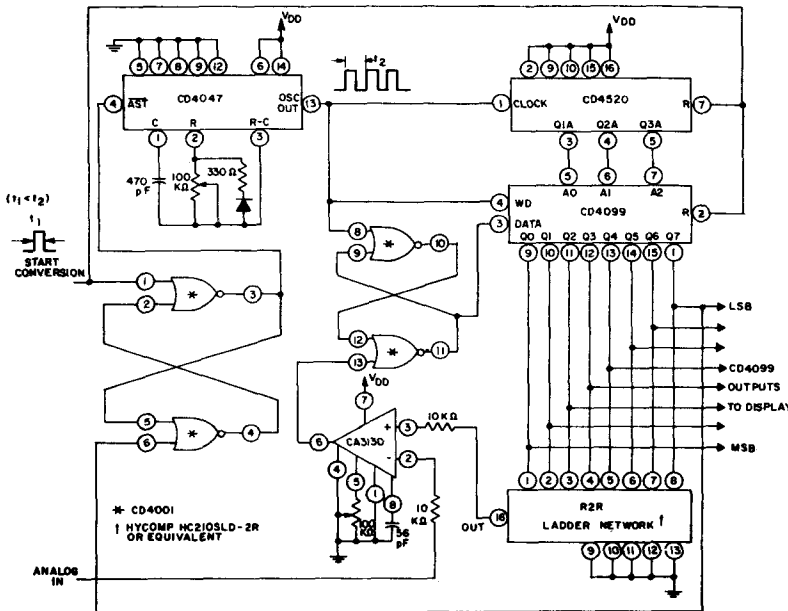 VDD
5 7 8 9 12 6 14
4 AST CD4047 OSC OUT 13
C R R-C
1 2 3
470 pF
100 KΩ
330 Ω
t2
VDD
2 9 10 15 16
1 CLOCK CD4520 R 7
Q1A Q2A Q3A
3 4 5
5 6 7
A0 A1 A2
4 WD CD4099
3 DATA R 2
Q0 Q1 Q2 Q3 Q4 Q5 Q6 Q7
9 10 11 12 13 14 15 1
(t1 < t2)
t1
START CONVERSION
1
2 * 3
5
6 * 4
8
9 * 10
12
13 * 11
LSB
CD4099
OUTPUTS
TO DISPLAY
MSB
VDD
7
6 CA3130 + 3 10 KΩ
- 2
4 5 1 8
100 KΩ
56 pF
10 KΩ
1 2 3 4 5 6 7 8
OUT 16 R2R LADDER NETWORK †
9 10 11 12 13
* CD4001
† HYCOMP HC210SLD-2R
OR EQUIVALENT
ANALOG IN